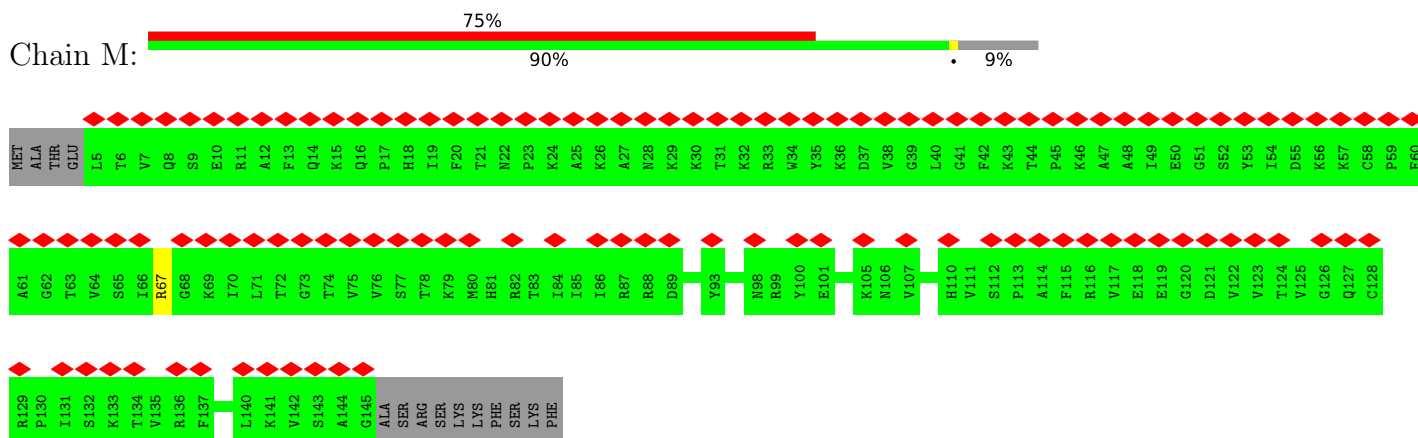 75%
Chain M:
90% • 9%
MET ALA THR GLU L5 T6 V7 Q8 S9 E10 R11 A12 F13 Q14 K15 Q16 P17 H18 I19 F20 T21 N22 P23 K24 A25 K26 A27 N28 K29 K30 T31 K32 R33 W34 Y35 K36 D37 V38 G39 L40 G41 F42 K43 T44 P45 K46 A47 A48 I49 E50 G51 S52 Y53 I54 D55 K56 K57 C58 P59 F60
A61 G62 T63 V64 S65 I66 R67 G68 K69 I70 L71 T72 G73 T74 V75 V76 S77 T78 K79 M80 H81 R82 T83 I84 I85 I86 R87 R88 D89 Y93 N98 R99 Y100 E101 K105 N106 V107 H110 V111 S112 P113 A114 F115 R116 V117 E118 E119 G120 D121 V122 V123 T124 V125 G126 Q127 C128
R129 P130 I131 S132 K133 T134 V135 R136 F137 L140 K141 V142 S143 A144 G145 ALA SER ARG SER LYS LYS PHE SER LYS PHE